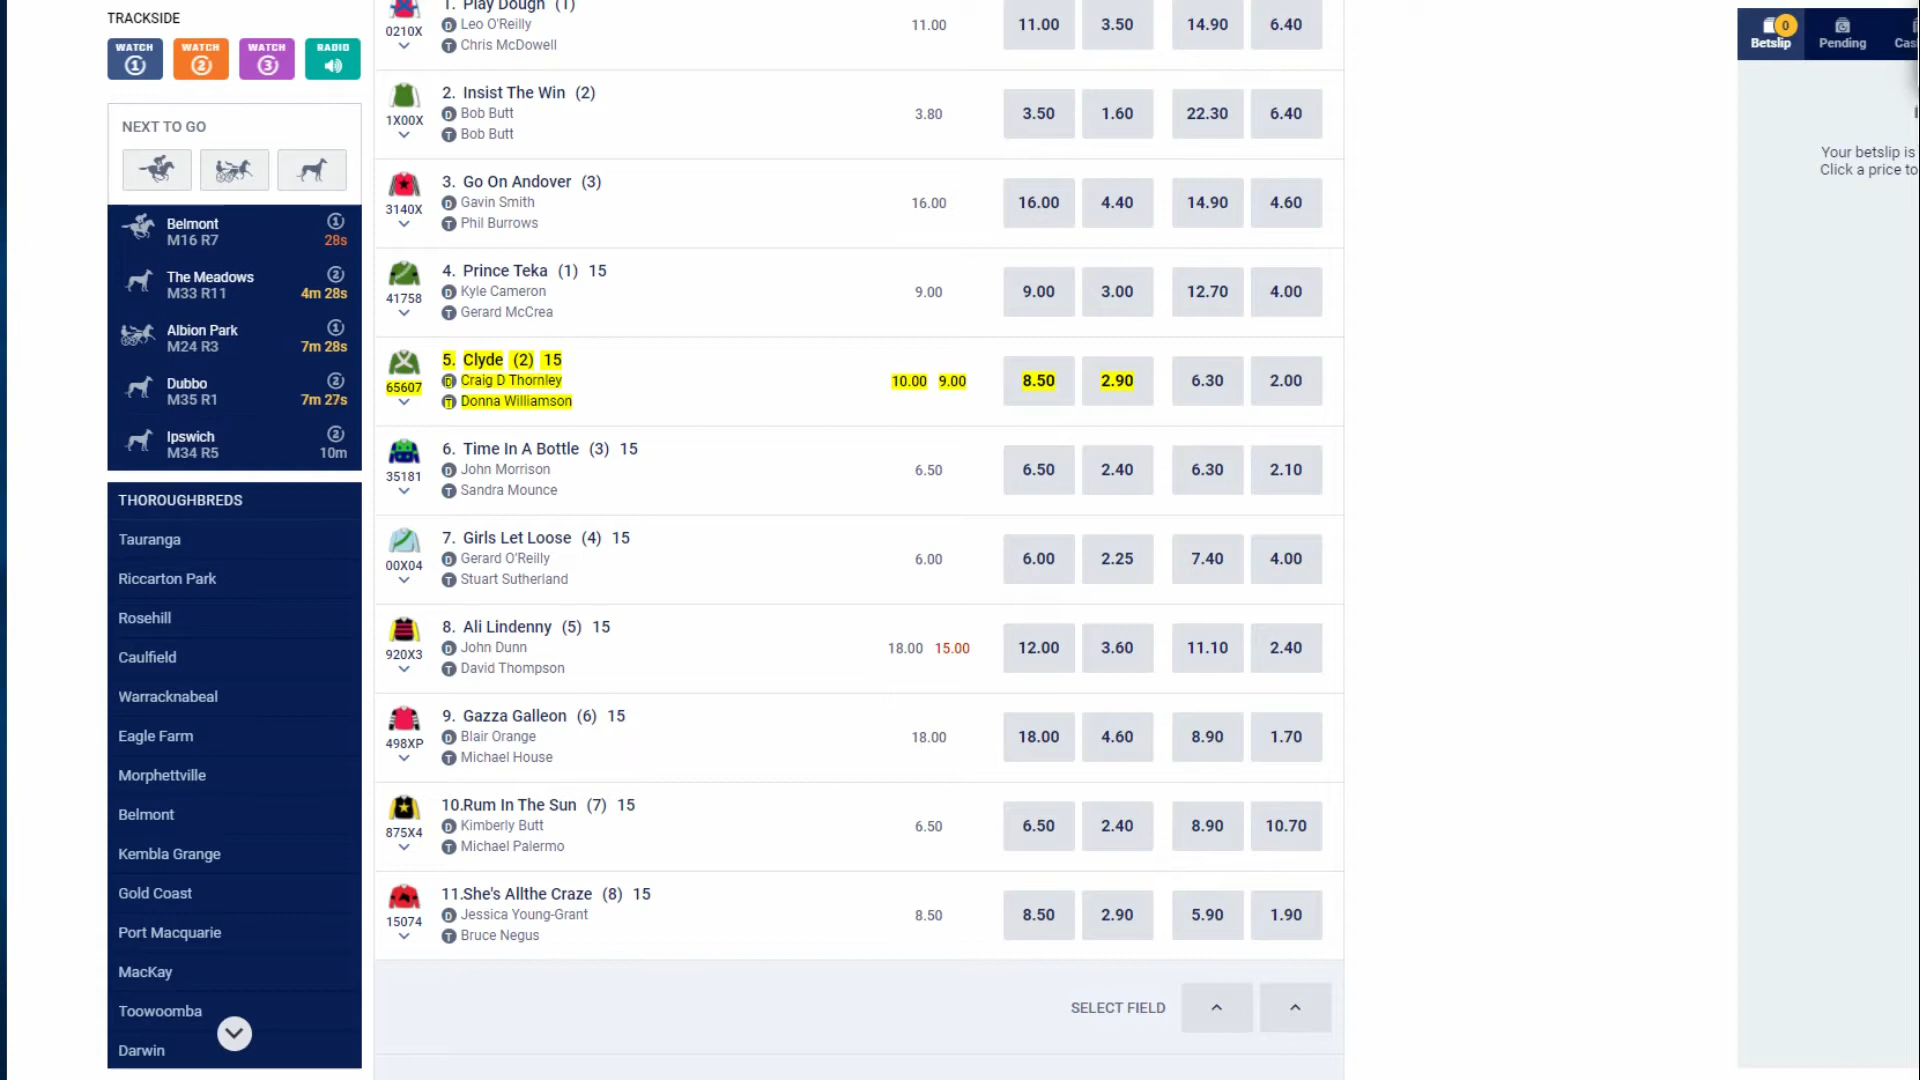 TRACKSIDE
WATCH 1
WATCH 2
WATCH 3
RADIO
NEXT TO GO
Belmont 1
M16 R7 28s
The Meadows 2
M33 R11 4m 28s
Albion Park 1
M24 R3 7m 28s
Dubbo 2
M35 R1 7m 27s
Ipswich 2
M34 R5 10m
THOROUGHBREDS
Tauranga
Riccarton Park
Rosehill
Caulfield
Warracknabeal
Eagle Farm
Morphettville
Belmont
Kembla Grange
Gold Coast
Port Macquarie
MacKay
Toowoomba
Darwin
1. Play Dough (1)
D Leo O'Reilly
T Chris McDowell
0210X
11.00 11.00 3.50 14.90 6.40
2. Insist The Win (2)
D Bob Butt
T Bob Butt
1X00X
3.80 3.50 1.60 22.30 6.40
3. Go On Andover (3)
D Gavin Smith
T Phil Burrows
3140X
16.00 16.00 4.40 14.90 4.60
4. Prince Teka (1) 15
D Kyle Cameron
T Gerard McCrea
41758
9.00 9.00 3.00 12.70 4.00
5. Clyde (2) 15
D Craig D Thornley
T Donna Williamson
65607
10.00 9.00 8.50 2.90 6.30 2.00
6. Time In A Bottle (3) 15
D John Morrison
T Sandra Mounce
35181
6.50 6.50 2.40 6.30 2.10
7. Girls Let Loose (4) 15
D Gerard O'Reilly
T Stuart Sutherland
00X04
6.00 6.00 2.25 7.40 4.00
8. Ali Lindenny (5) 15
D John Dunn
T David Thompson
920X3
18.00 15.00 12.00 3.60 11.10 2.40
9. Gazza Galleon (6) 15
D Blair Orange
T Michael House
498XP
18.00 18.00 4.60 8.90 1.70
10.Rum In The Sun (7) 15
D Kimberly Butt
T Michael Palermo
875X4
6.50 6.50 2.40 8.90 10.70
11.She's Allthe Craze (8) 15
D Jessica Young-Grant
T Bruce Negus
15074
8.50 8.50 2.90 5.90 1.90
SELECT FIELD
0
Betslip Pending Cas
Your betslip is
Click a price to